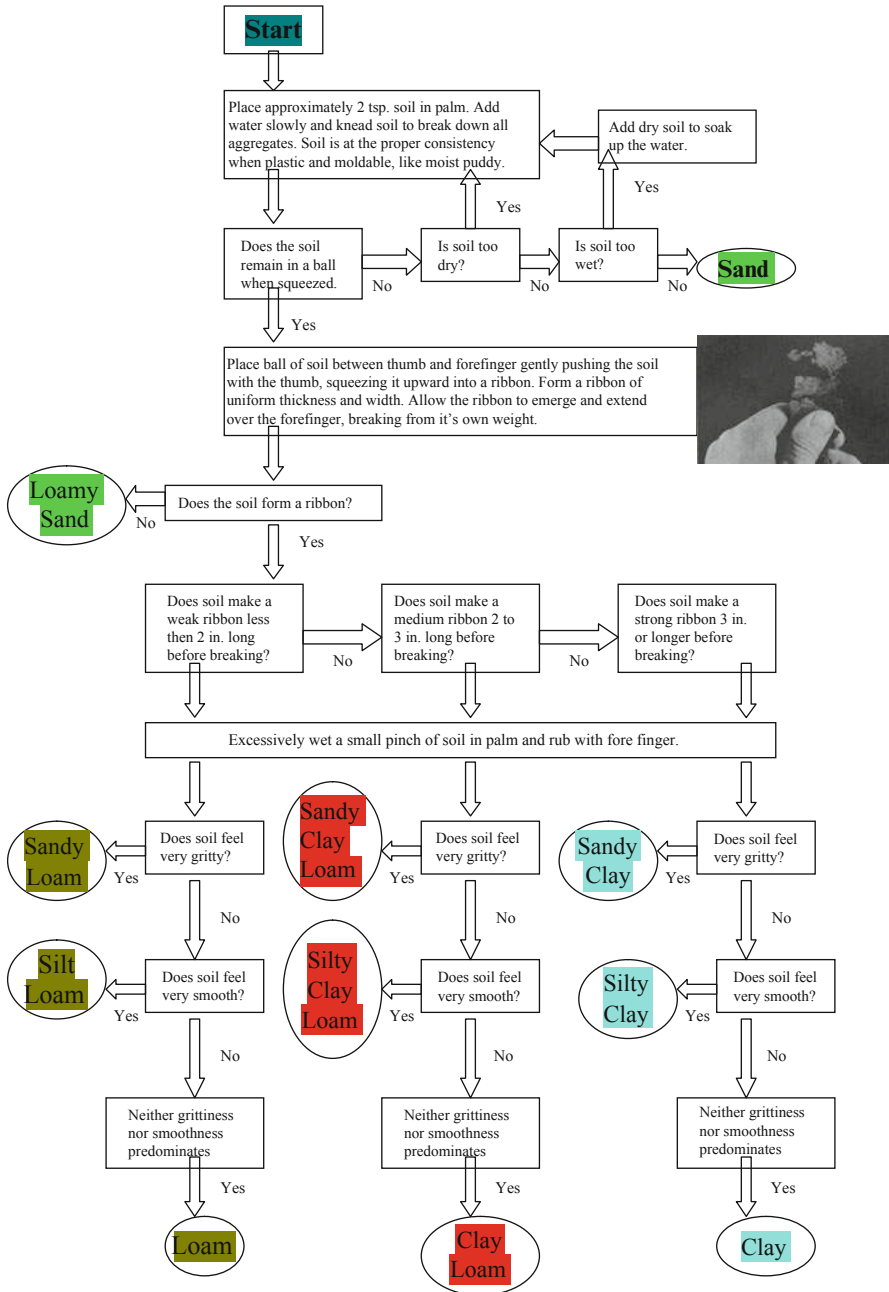 Start
Place approximately 2 tsp. soil in palm. Add
water slowly and knead soil to break down all
aggregates. Soil is at the proper consistency
when plastic and moldable, like moist puddy.
Add dry soil to soak
up the water.
Yes
Yes
Does the soil
remain in a ball
when squeezed.
No
Is soil too
dry?
No
Is soil too
wet?
No
Sand
Yes
Place ball of soil between thumb and forefinger gently pushing the soil
with the thumb, squeezing it upward into a ribbon. Form a ribbon of
uniform thickness and width. Allow the ribbon to emerge and extend
over the forefinger, breaking from it's own weight.
Loamy
Sand
No
Does the soil form a ribbon?
Yes
Does soil make a
weak ribbon less
then 2 in. long
before breaking?
No
Does soil make a
medium ribbon 2 to
3 in. long before
breaking?
No
Does soil make a
strong ribbon 3 in.
or longer before
breaking?
Excessively wet a small pinch of soil in palm and rub with fore finger.
Sandy
Loam
Yes
Does soil feel
very gritty?
Sandy
Clay
Loam
Yes
Does soil feel
very gritty?
Sandy
Clay
Yes
Does soil feel
very gritty?
No
No
No
Silt
Loam
Yes
Does soil feel
very smooth?
Silty
Clay
Loam
Yes
Does soil feel
very smooth?
Silty
Clay
Yes
Does soil feel
very smooth?
No
No
No
Neither grittiness
nor smoothness
predominates
Neither grittiness
nor smoothness
predominates
Neither grittiness
nor smoothness
predominates
Yes
Yes
Yes
Loam
Clay
Loam
Clay